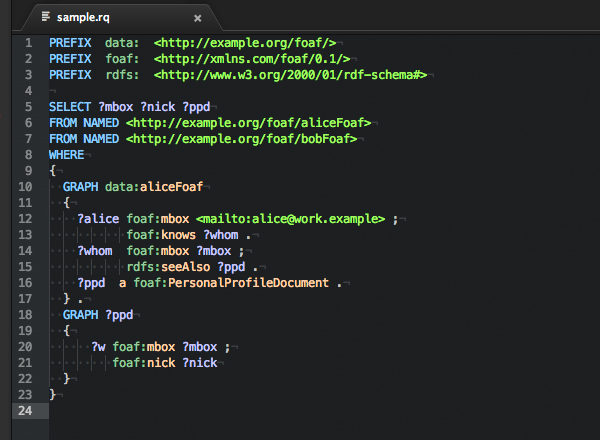 sample.rq ×
1 PREFIX  data:  <http://example.org/foaf/>
2 PREFIX  foaf:  <http://xmlns.com/foaf/0.1/>
3 PREFIX  rdfs:  <http://www.w3.org/2000/01/rdf-schema#>
4
5 SELECT ?mbox ?nick ?ppd
6 FROM NAMED <http://example.org/foaf/aliceFoaf>
7 FROM NAMED <http://example.org/foaf/bobFoaf>
8 WHERE
9 {
10   GRAPH data:aliceFoaf
11   {
12     ?alice foaf:mbox <mailto:alice@work.example> ;
13            foaf:knows ?whom .
14     ?whom  foaf:mbox ?mbox ;
15            rdfs:seeAlso ?ppd .
16     ?ppd  a foaf:PersonalProfileDocument .
17   } .
18   GRAPH ?ppd
19   {
20       ?w foaf:mbox ?mbox ;
21          foaf:nick ?nick
22   }
23 }
24